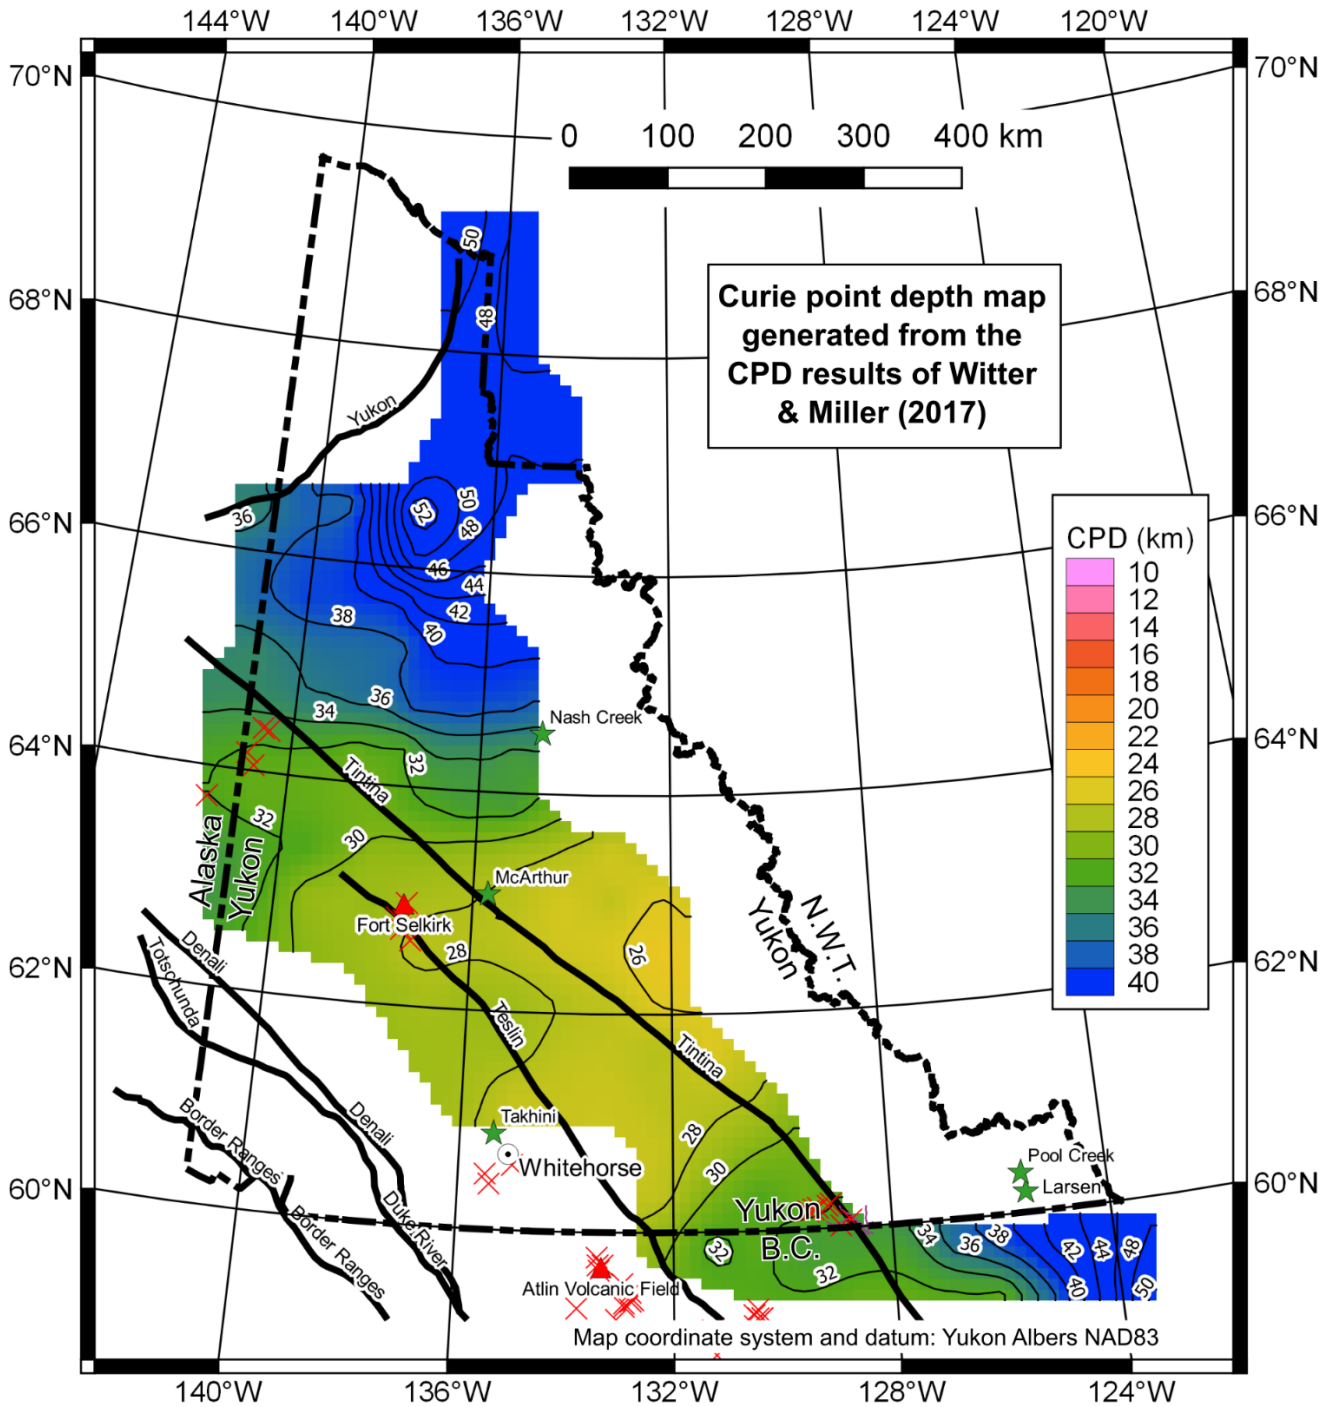 144°W 140°W 136°W 132°W 128°W 124°W 120°W
70°N 70°N
0 100 200 300 400 km
50
68°N 68°N
Curie point depth map
generated from the
CPD results of Witter
& Miller (2017)
48
Yukon
36
52
50
48
66°N 66°N
CPD (km)
10
12
14
16
18
20
22
24
26
28
30
32
34
36
38
40
46
44
42
40
38
36
34
Nash Creek
64°N 64°N
32
Tintina
32
30
Alaska
Yukon
McArthur
Fort Selkirk
28
26
Yukon
N.W.T.
Denali
Totschunda
62°N 62°N
Teslin
Tintina
Border Ranges
Denali
Takhini
28
30
Whitehorse
Pool Creek
Larsen
60°N 60°N
Border Ranges
Duke River
Yukon
B.C.
32
32
34
36
38
42
44
48
40
50
Atlin Volcanic Field
Map coordinate system and datum: Yukon Albers NAD83
140°W 136°W 132°W 128°W 124°W